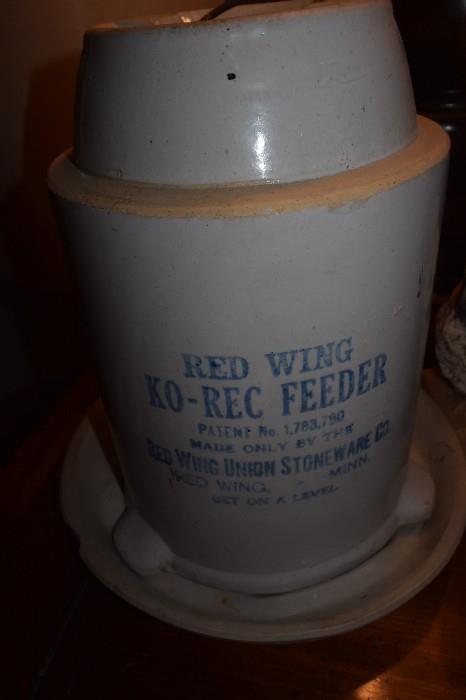 RED WING
KO-REC FEEDER
PATENT No. 1,783,790
MADE ONLY BY THE
RED WING UNION STONEWARE CO.
RED WING, - MINN.
SET ON A LEVEL